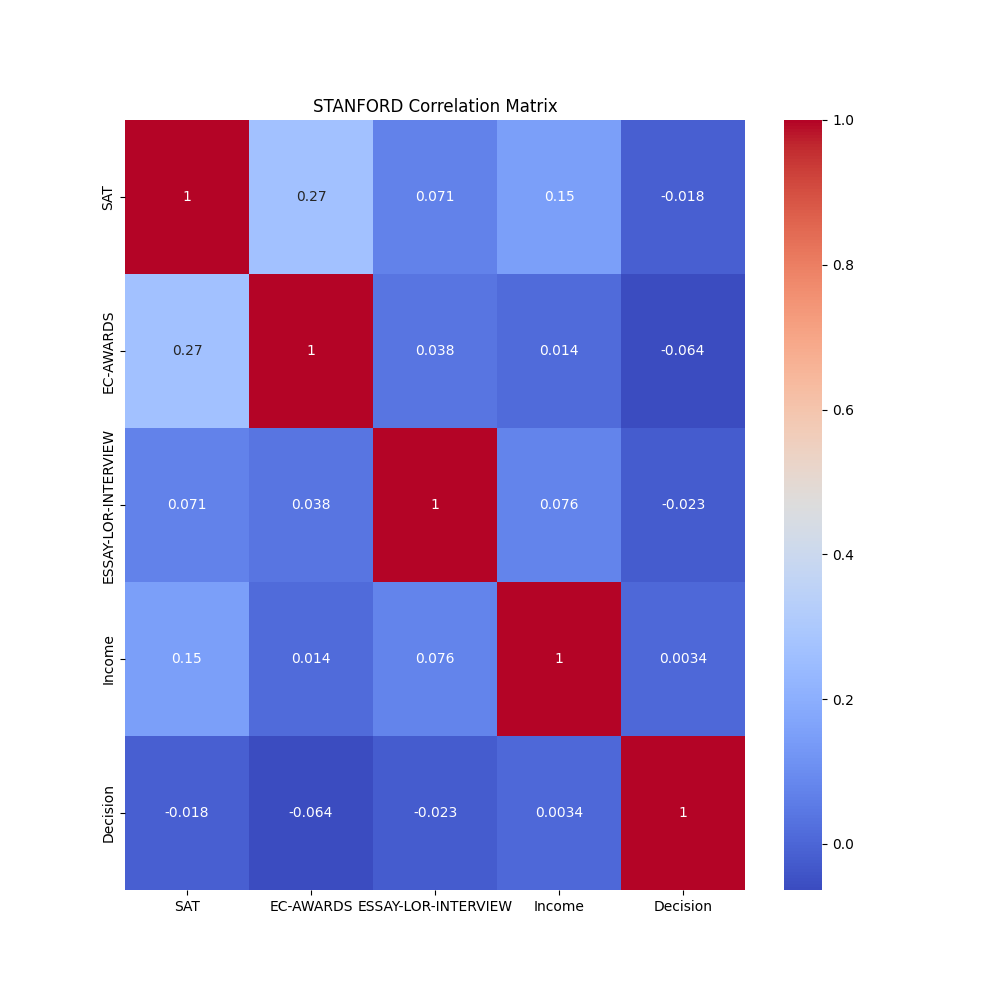 STANFORD Correlation Matrix
SAT 1 0.27 0.071 0.15 -0.018
EC-AWARDS 0.27 1 0.038 0.014 -0.064
ESSAY-LOR-INTERVIEW 0.071 0.038 1 0.076 -0.023
Income 0.15 0.014 0.076 1 0.0034
Decision -0.018 -0.064 -0.023 0.0034 1
SAT EC-AWARDS ESSAY-LOR-INTERVIEW Income Decision
1.0
0.8
0.6
0.4
0.2
0.0